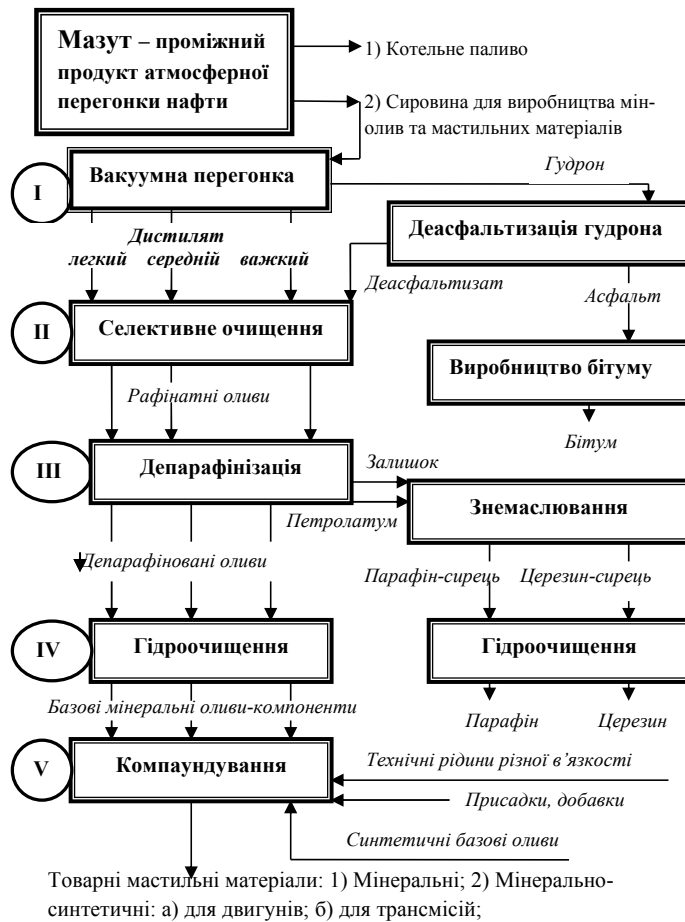 Мазут – проміжний
продукт атмосферної
перегонки нафти
1) Котельне паливо
2) Сировина для виробництва мін-
олив та мастильних матеріалів
I
Вакуумна перегонка
Гудрон
Деасфальтизація гудрона
Дистилят
легкий середній важкий
Деасфальтизат
Асфальт
II
Селективне очищення
Виробництво бітуму
Рафінатні оливи
Бітум
III
Депарафінізація
Залишок
Петролатум
Знемаслювання
Депарафіновані оливи
Парафін-сирець Церезин-сирець
IV
Гідроочищення
Гідроочищення
Базові мінеральні оливи-компоненти
Парафін Церезин
V
Компаундування
Технічні рідини різної в’язкості
Присадки, добавки
Синтетичні базові оливи
Товарні мастильні матеріали: 1) Мінеральні; 2) Мінерально-
синтетичні: а) для двигунів; б) для трансмісій;